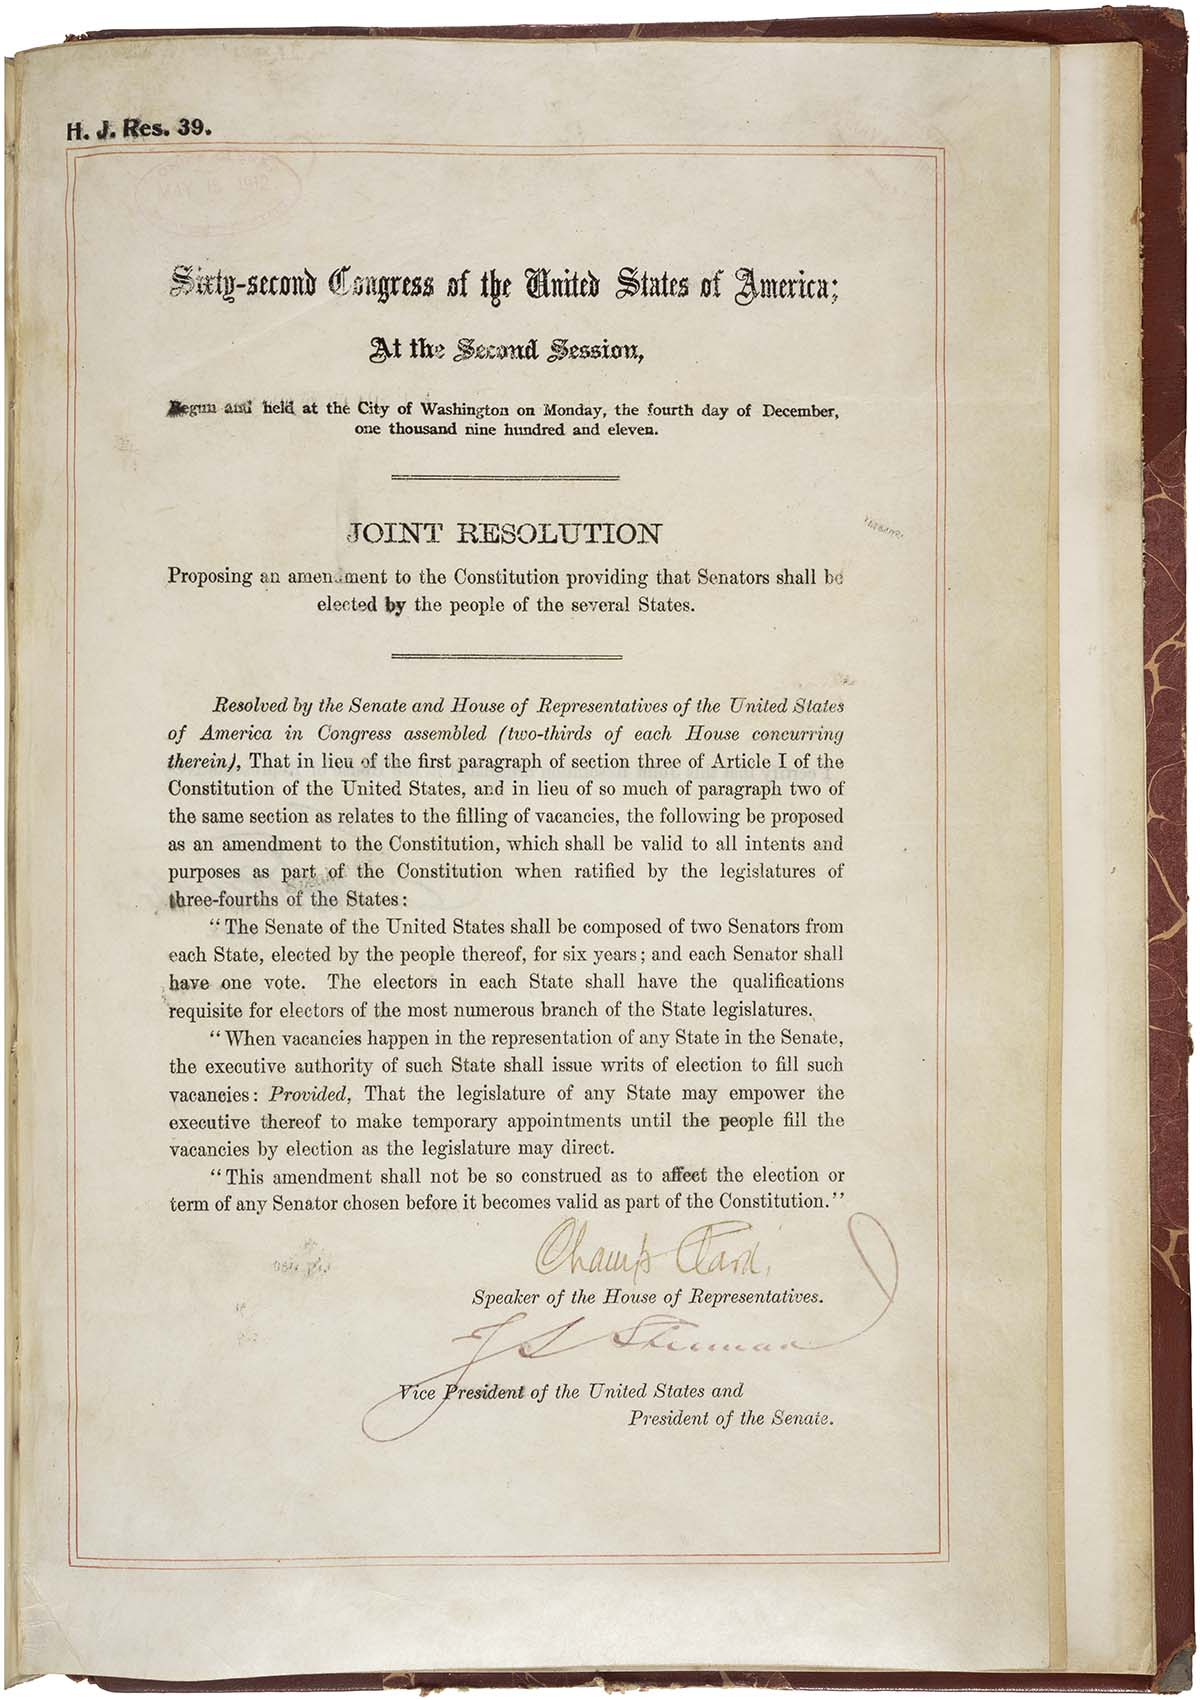 H. J. Res. 39.
MAY 15 1912
Sixty-second Congress of the United States of America;
At the Second Session,
Begun and held at the City of Washington on Monday, the fourth day of December,
one thousand nine hundred and eleven.
JOINT RESOLUTION
Proposing an amendment to the Constitution providing that Senators shall be
elected by the people of the several States.
Resolved by the Senate and House of Representatives of the United States
of America in Congress assembled (two-thirds of each House concurring
therein), That in lieu of the first paragraph of section three of Article I of the
Constitution of the United States, and in lieu of so much of paragraph two of
the same section as relates to the filling of vacancies, the following be proposed
as an amendment to the Constitution, which shall be valid to all intents and
purposes as part of the Constitution when ratified by the legislatures of
three-fourths of the States:
“The Senate of the United States shall be composed of two Senators from
each State, elected by the people thereof, for six years; and each Senator shall
have one vote. The electors in each State shall have the qualifications
requisite for electors of the most numerous branch of the State legislatures.
“When vacancies happen in the representation of any State in the Senate,
the executive authority of such State shall issue writs of election to fill such
vacancies: Provided, That the legislature of any State may empower the
executive thereof to make temporary appointments until the people fill the
vacancies by election as the legislature may direct.
“This amendment shall not be so construed as to affect the election or
term of any Senator chosen before it becomes valid as part of the Constitution.”
Champ Clark
Speaker of the House of Representatives.
J S Sherman
Vice President of the United States and
President of the Senate.